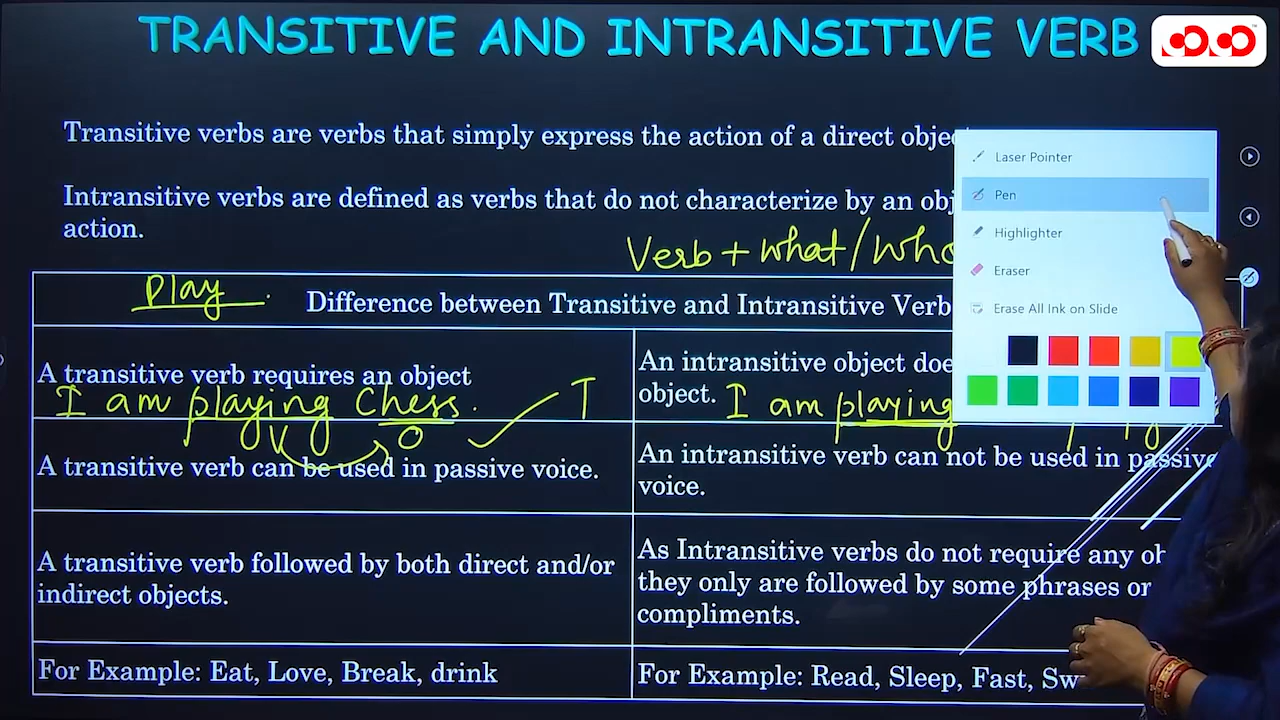 TRANSITIVE AND INTRANSITIVE VERB
Transitive verbs are verbs that simply express the action of a direct
Intransitive verbs are defined as verbs that do not characterize by an
action.
Verb + what/
Play
Difference between Transitive and Intransitive Verb
A transitive verb requires an object
I am playing Chess.
V
O
T
An intransitive object
object.
I am playing
A transitive verb can be used in passive voice.
An intransitive verb can not be used in passive
voice.
A transitive verb followed by both direct and/or
indirect objects.
As Intransitive verbs do not require any
they only are followed by some phrases or
compliments.
For Example: Eat, Love, Break, drink
For Example: Read, Sleep, Fast,
Laser Pointer
Pen
Highlighter
Eraser
Erase All Ink on Slide